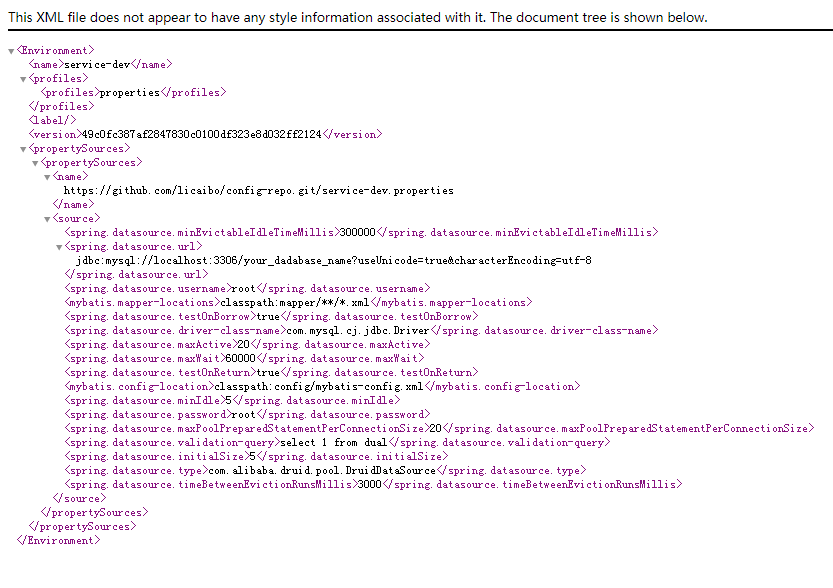 This XML file does not appear to have any style information associated with it. The document tree is shown below.
▼<Environment>
<name>service-dev</name>
▼<profiles>
<profiles>properties</profiles>
</profiles>
<label/>
<version>49c0fc387af2847830c0100df323e8d032ff2124</version>
▼<propertySources>
▼<propertySources>
▼<name>
https://github.com/licaibo/config-repo.git/service-dev.properties
</name>
▼<source>
<spring.datasource.minEvictableIdleTimeMillis>300000</spring.datasource.minEvictableIdleTimeMillis>
▼<spring.datasource.url>
jdbc:mysql://localhost:3306/your_dadabase_name?useUnicode=true&characterEncoding=utf-8
</spring.datasource.url>
<spring.datasource.username>root</spring.datasource.username>
<mybatis.mapper-locations>classpath:mapper/**/*.xml</mybatis.mapper-locations>
<spring.datasource.testOnBorrow>true</spring.datasource.testOnBorrow>
<spring.datasource.driver-class-name>com.mysql.cj.jdbc.Driver</spring.datasource.driver-class-name>
<spring.datasource.maxActive>20</spring.datasource.maxActive>
<spring.datasource.maxWait>60000</spring.datasource.maxWait>
<spring.datasource.testOnReturn>true</spring.datasource.testOnReturn>
<mybatis.config-location>classpath:config/mybatis-config.xml</mybatis.config-location>
<spring.datasource.minIdle>5</spring.datasource.minIdle>
<spring.datasource.password>root</spring.datasource.password>
<spring.datasource.maxPoolPreparedStatementPerConnectionSize>20</spring.datasource.maxPoolPreparedStatementPerConnectionSize>
<spring.datasource.validation-query>select 1 from dual</spring.datasource.validation-query>
<spring.datasource.initialSize>5</spring.datasource.initialSize>
<spring.datasource.type>com.alibaba.druid.pool.DruidDataSource</spring.datasource.type>
<spring.datasource.timeBetweenEvictionRunsMillis>3000</spring.datasource.timeBetweenEvictionRunsMillis>
</source>
</propertySources>
</propertySources>
</Environment>